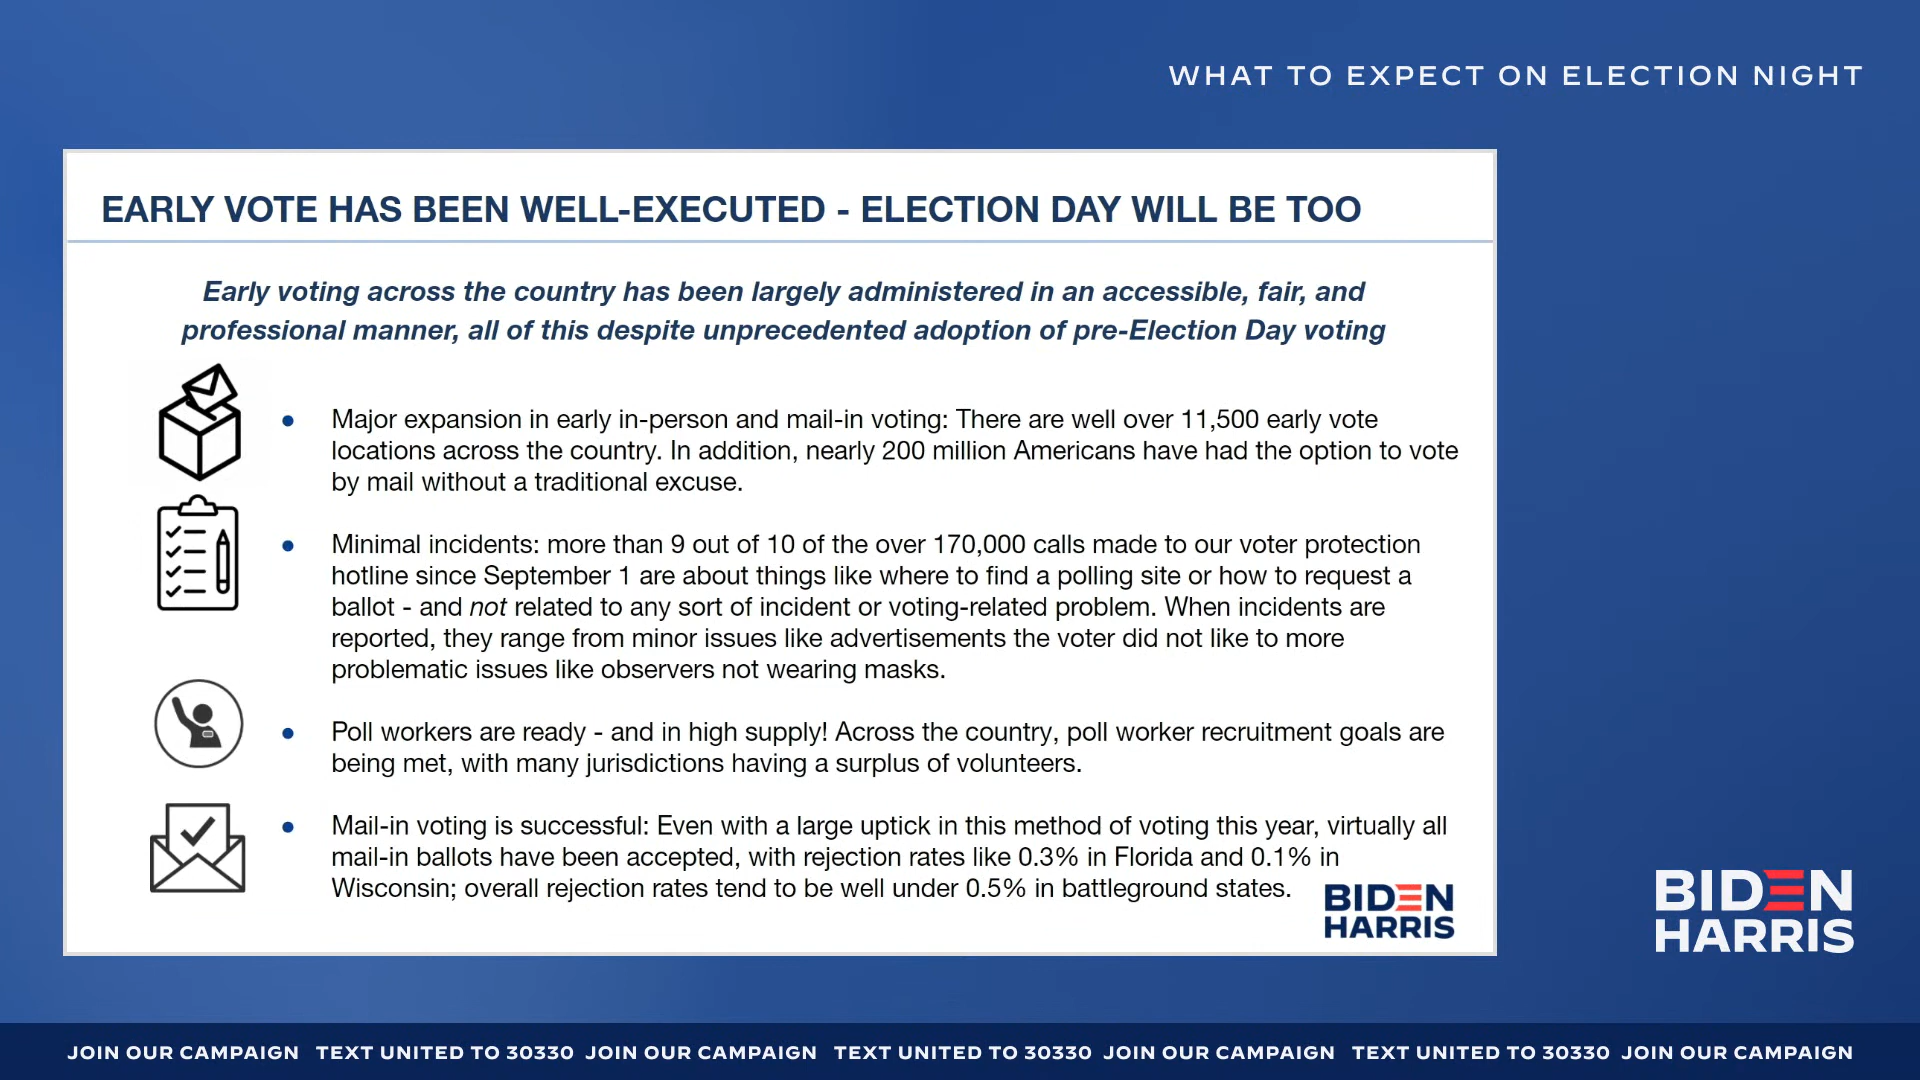 WHAT TO EXPECT ON ELECTION NIGHT
EARLY VOTE HAS BEEN WELL-EXECUTED - ELECTION DAY WILL BE TOO
Early voting across the country has been largely administered in an accessible, fair, and
professional manner, all of this despite unprecedented adoption of pre-Election Day voting
● Major expansion in early in-person and mail-in voting: There are well over 11,500 early vote
locations across the country. In addition, nearly 200 million Americans have had the option to vote
by mail without a traditional excuse.
● Minimal incidents: more than 9 out of 10 of the over 170,000 calls made to our voter protection
hotline since September 1 are about things like where to find a polling site or how to request a
ballot - and not related to any sort of incident or voting-related problem. When incidents are
reported, they range from minor issues like advertisements the voter did not like to more
problematic issues like observers not wearing masks.
● Poll workers are ready - and in high supply! Across the country, poll worker recruitment goals are
being met, with many jurisdictions having a surplus of volunteers.
● Mail-in voting is successful: Even with a large uptick in this method of voting this year, virtually all
mail-in ballots have been accepted, with rejection rates like 0.3% in Florida and 0.1% in
Wisconsin; overall rejection rates tend to be well under 0.5% in battleground states.
BIDEN
HARRIS
BIDEN
HARRIS
JOIN OUR CAMPAIGN TEXT UNITED TO 30330 JOIN OUR CAMPAIGN TEXT UNITED TO 30330 JOIN OUR CAMPAIGN TEXT UNITED TO 30330 JOIN OUR CAMPAIGN